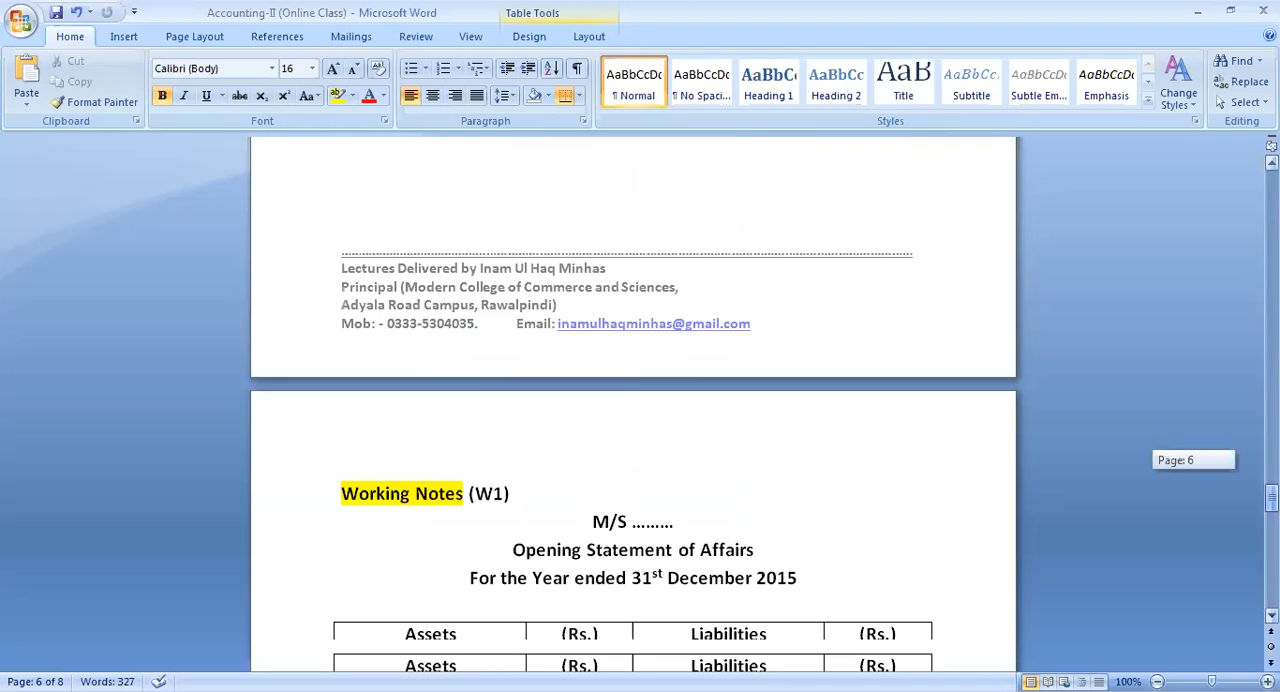 Accounting-II (Online Class) - Microsoft Word
Table Tools
Home
Insert
Page Layout
References
Mailings
Review
View
Design
Layout
Paste
Cut
Copy
Format Painter
Clipboard
Calibri (Body)
16
Font
Paragraph
AaBbCcDc
¶ Normal
AaBbCcDc
¶ No Spaci...
AaBbC
Heading 1
AaBbCc
Heading 2
AaB
Title
AaBbCc.
Subtitle
AaBbCcDc
Subtle Em...
AaBbCcDc
Emphasis
Change
Styles
Styles
Find
Replace
Select
Editing
Lectures Delivered by Inam Ul Haq Minhas
Principal (Modern College of Commerce and Sciences,
Adyala Road Campus, Rawalpindi)
Mob: - 0333-5304035. Email: inamulhaqminhas@gmail.com
Page: 6
Working Notes (W1)
M/S .........
Opening Statement of Affairs
For the Year ended 31st December 2015
Assets (Rs.) Liabilities (Rs.)
Assets (Rs.) Liabilities (Rs.)
Page: 6 of 8 Words: 327 100%